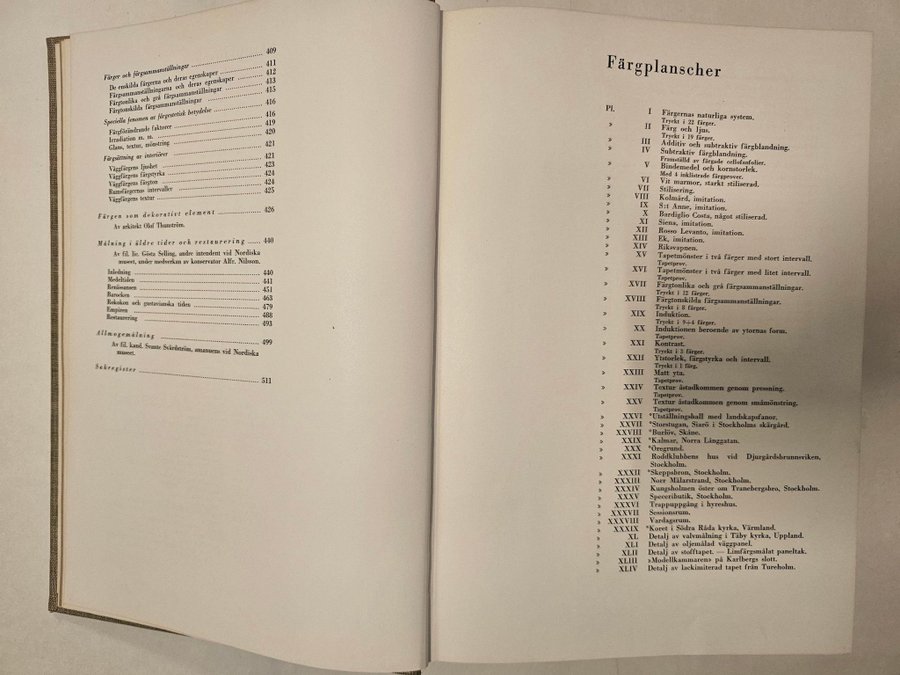 409
Färger och färgsammanställningar
De enskilda färgerna och deras egenskaper 411
Färgsammanställningarna och deras egenskaper 412
Färgtonlika och grå färgsammanställningar 413
Färgtonskilda färgsammanställningar 415
Speciella fenomen av färgestetisk betydelse 416
Färgförändrande faktorer 416
Irradiation m. m. 419
Glans, textur, mönstring 420
Färgsättning av interiörer 421
Väggfärgens ljushet 421
Väggfärgens färgstyrka 423
Väggfärgens färgton 424
Rumsfärgernas intervaller 424
Väggfärgens textur 425
Färgen som dekorativt element 426
Av arkitekt Olof Thunström.
Målning i äldre tider och restaurering 440
Av fil. lic. Gösta Selling, andre intendent vid Nordiska
museet, under medverkan av konservator Alfr. Nilsson.
Inledning 440
Medeltiden 441
Renässansen 451
Barocken 463
Rokokon och gustavianska tiden 479
Empiren 488
Restaurering 493
Allmogemålning 499
Av fil. kand. Svante Svärdström, amanuens vid Nordiska
museet.
Sakregister 511
Färgplanscher
Pl. I Färgernas naturliga system.
Tryckt i 22 färger.
» II Färg och ljus.
Tryckt i 19 färger.
» III Additiv och subtraktiv färgblandning.
» IV Subtraktiv färgblandning.
Framställd av färgade cellofanfolier.
» V Bindemedel och kornstorlek.
Med 4 inklistrade färgprover.
» VI Vit marmor, starkt stiliserad.
» VII Stilisering.
» VIII Kolmård, imitation.
» IX S:t Anne, imitation.
» X Bardiglio Costa, något stiliserad.
» XI Siena, imitation.
» XII Rosso Levanto, imitation.
» XIII Ek, imitation.
» XIV Riksvapnen.
» XV Tapetmönster i två färger med stort intervall.
Tapetprov.
» XVI Tapetmönster i två färger med litet intervall.
Tapetprov.
» XVII Färgtonlika och grå färgsammanställningar.
Tryckt i 12 färger.
» XVIII Färgtonskilda färgsammanställningar.
Tryckt i 8 färger.
» XIX Induktion.
Tryckt i 9+4 färger.
» XX Induktionen beroende av ytornas form.
Tapetprov.
» XXI Kontrast.
Tryckt i 3 färger.
» XXII Ytstorlek, färgstyrka och intervall.
Tryckt i 1 färg.
» XXIII Matt yta.
Tapetprov.
» XXIV Textur åstadkommen genom pressning.
Tapetprov.
» XXV Textur åstadkommen genom småmönstring.
Tapetprov.
» XXVI *Utställningshall med landskapsfanor.
» XXVII *Storstugan, Siarö i Stockholms skärgård.
» XXVIII *Burlöv, Skåne.
» XXIX *Kalmar, Norra Långgatan.
» XXX *Öregrund.
» XXXI Roddklubbens hus vid Djurgårdsbrunnsviken,
Stockholm.
» XXXII *Skeppsbron, Stockholm.
» XXXIII Norr Mälarstrand, Stockholm.
» XXXIV Kungsholmen öster om Tranebergsbro, Stockholm.
» XXXV Speceributik, Stockholm.
» XXXVI Trappuppgång i hyreshus.
» XXXVII Sessionsrum.
» XXXVIII Vardagsrum.
» XXXIX *Koret i Södra Råda kyrka, Värmland.
» XL Detalj av valvmålning i Täby kyrka, Uppland.
» XLI Detalj av oljemålad väggpanel.
» XLII Detalj av stofftapet. — Limfärgsmålat paneltak.
» XLIII »Modellkammaren» på Karlbergs slott.
» XLIV Detalj av lackimiterad tapet från Tureholm.